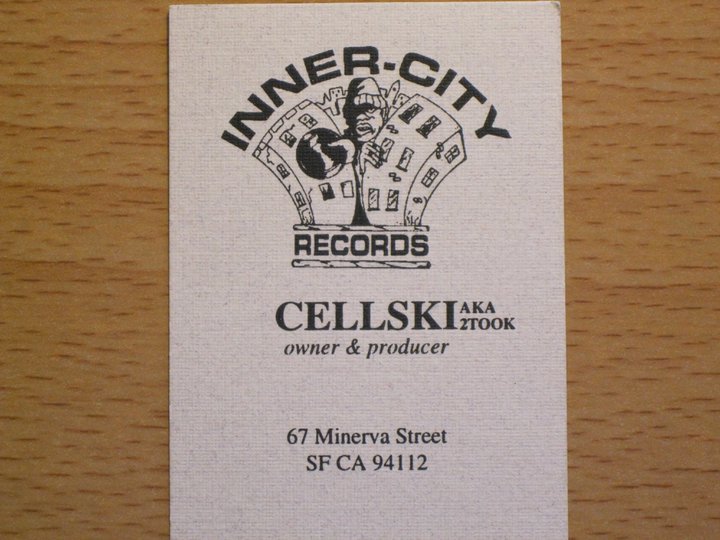 INNER-CITY
RECORDS
CELLSKI AKA 2TOOK
owner & producer
67 Minerva Street
SF CA 94112